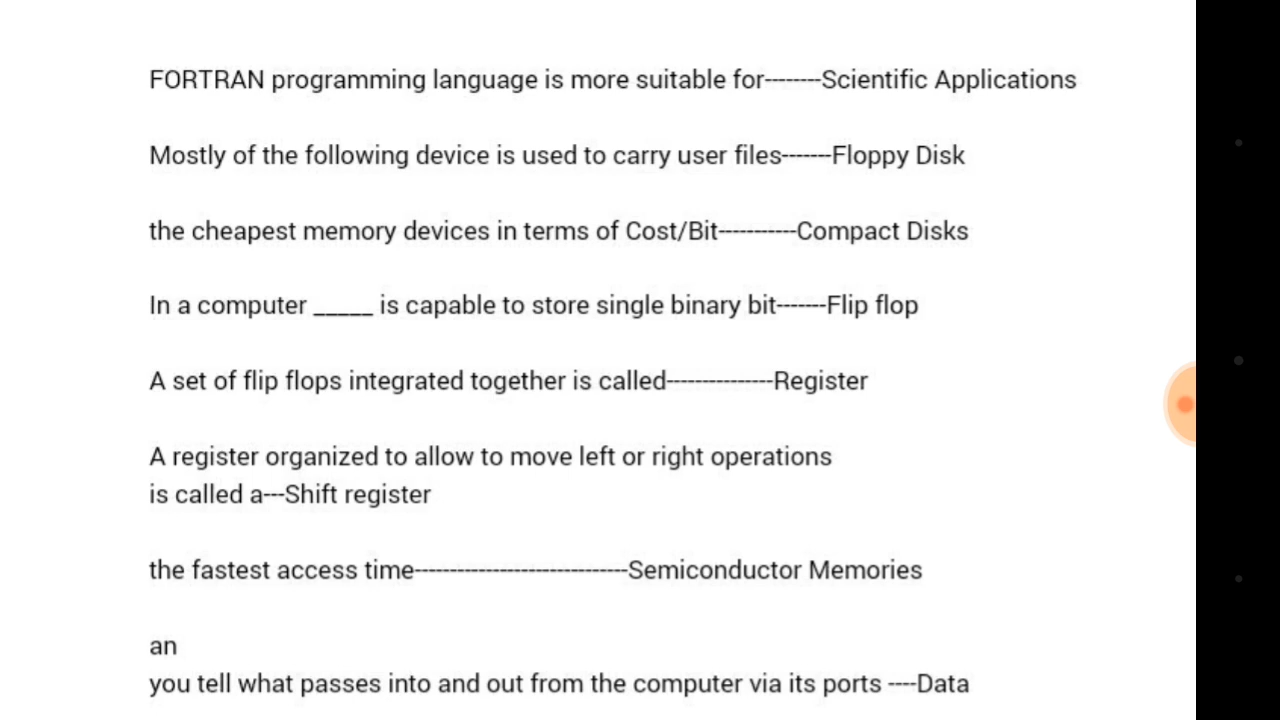 FORTRAN programming language is more suitable for--------Scientific Applications
Mostly of the following device is used to carry user files-------Floppy Disk
the cheapest memory devices in terms of Cost/Bit-----------Compact Disks
In a computer _____ is capable to store single binary bit-------Flip flop
A set of flip flops integrated together is called---------------Register
A register organized to allow to move left or right operations
is called a---Shift register
the fastest access time------------------------------Semiconductor Memories
an
you tell what passes into and out from the computer via its ports ----Data